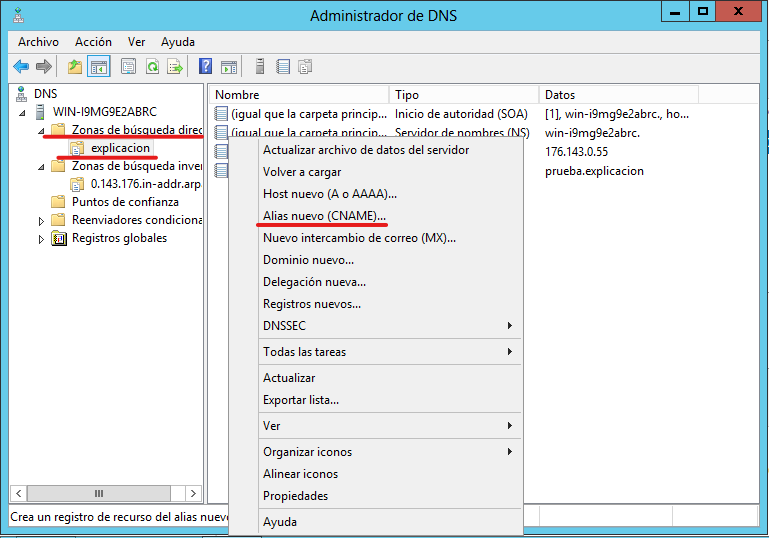 Administrador de DNS
Archivo Acción Ver Ayuda
DNS
WIN-I9MG9E2ABRC
Zonas de búsqueda direc
explicacion
Zonas de búsqueda inver
0.143.176.in-addr.arp
Puntos de confianza
Reenviadores condiciona
Registros globales
Nombre Tipo Datos
(igual que la carpeta princip... Inicio de autoridad (SOA) [1], win-i9mg9e2abrc., ho...
(igual que la carpeta princip... Servidor de nombres (NS) win-i9mg9e2abrc.
176.143.0.55
prueba.explicacion
Actualizar archivo de datos del servidor
Volver a cargar
Host nuevo (A o AAAA)...
Alias nuevo (CNAME)...
Nuevo intercambio de correo (MX)...
Dominio nuevo...
Delegación nueva...
Registros nuevos...
DNSSEC
Todas las tareas
Actualizar
Exportar lista...
Ver
Organizar iconos
Alinear iconos
Propiedades
Ayuda
Crea un registro de recurso del alias nuevo